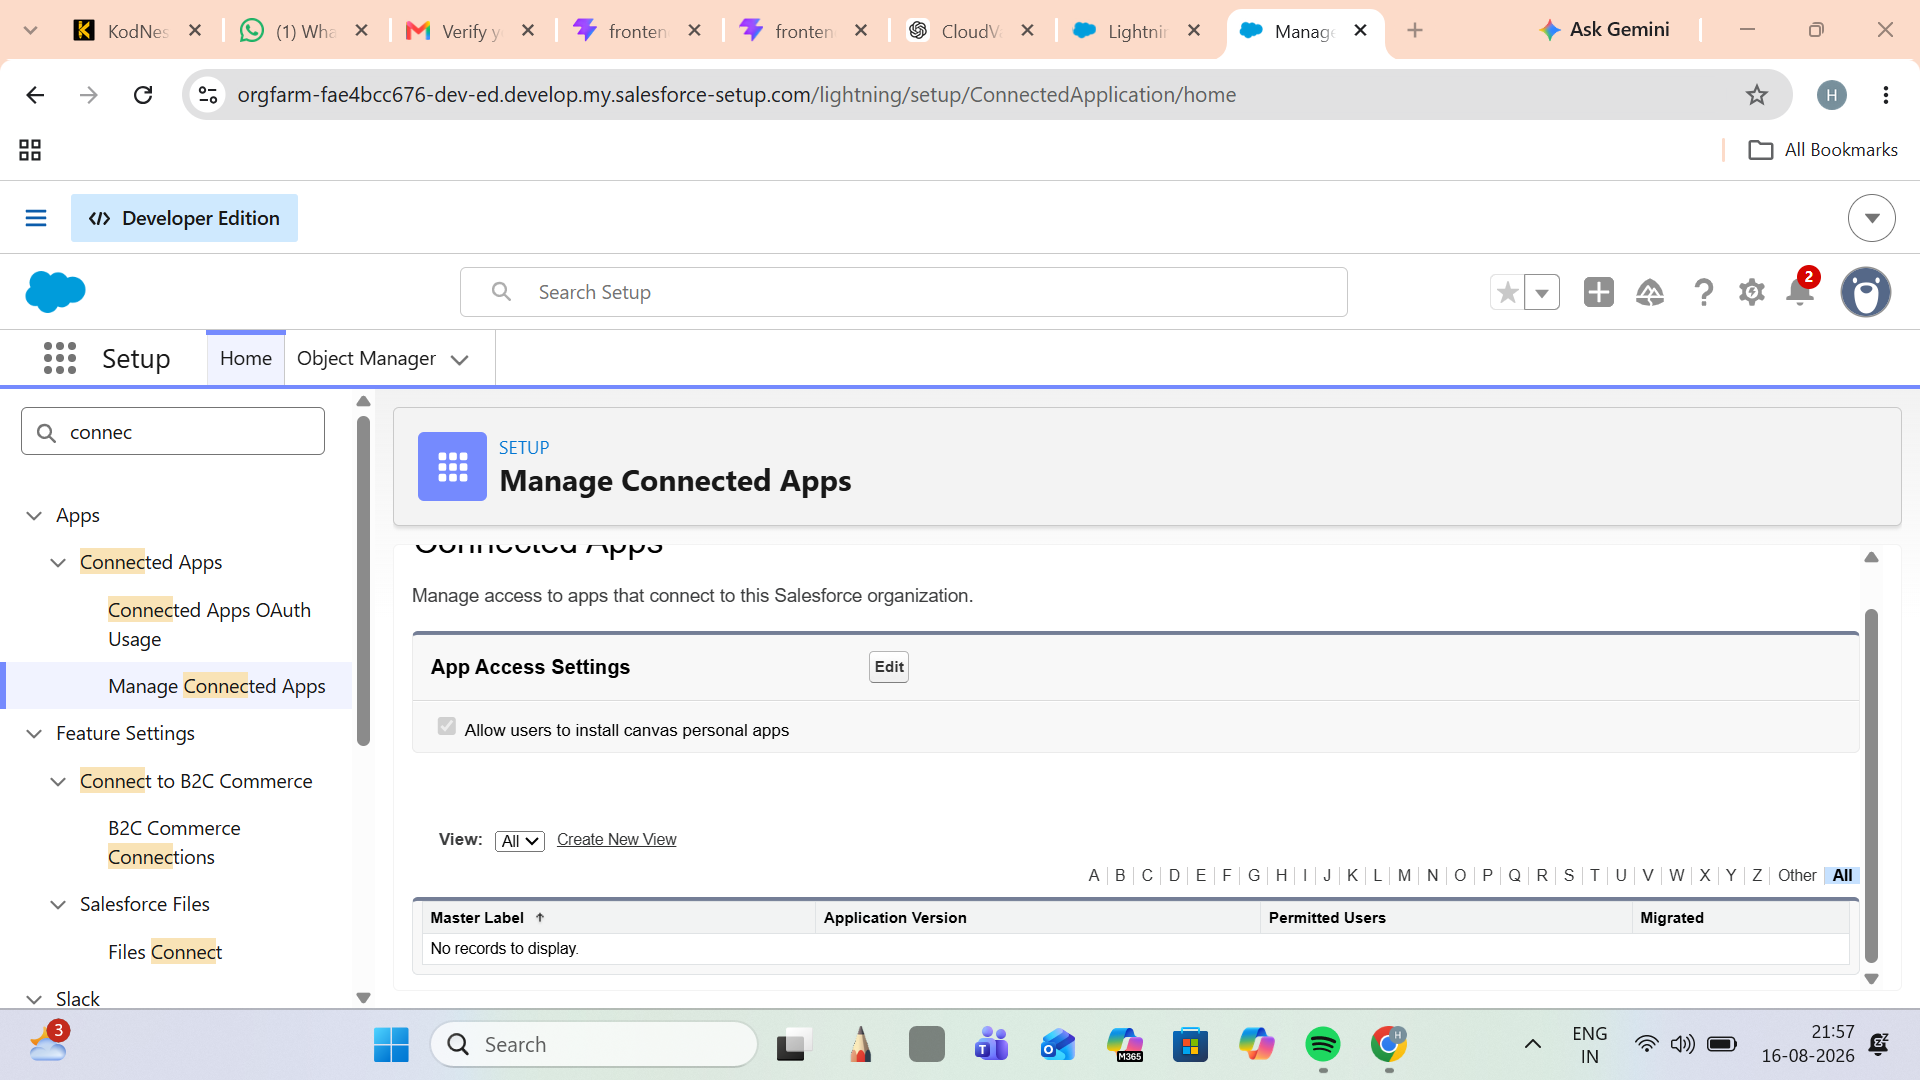 KodNes
(1) Wha
Verify y
fronten
fronten
CloudVa
Lightnin
Manage
Ask Gemini
orgfarm-fae4bcc676-dev-ed.develop.my.salesforce-setup.com/lightning/setup/ConnectedApplication/home
H
All Bookmarks
Developer Edition
Search Setup
2
Setup
Home
Object Manager
connec
SETUP
Manage Connected Apps
Apps
Connected Apps
Connected Apps OAuth
Usage
Manage Connected Apps
Feature Settings
Connect to B2C Commerce
B2C Commerce
Connections
Salesforce Files
Files Connect
Slack
Connected Apps
Manage access to apps that connect to this Salesforce organization.
App Access Settings
Edit
Allow users to install canvas personal apps
View: All Create New View
A | B | C | D | E | F | G | H | I | J | K | L | M | N | O | P | Q | R | S | T | U | V | W | X | Y | Z | Other All
Master Label ↑ Application Version Permitted Users Migrated
No records to display.
3
Search
M365
H
ENG
IN
21:57
16-08-2026